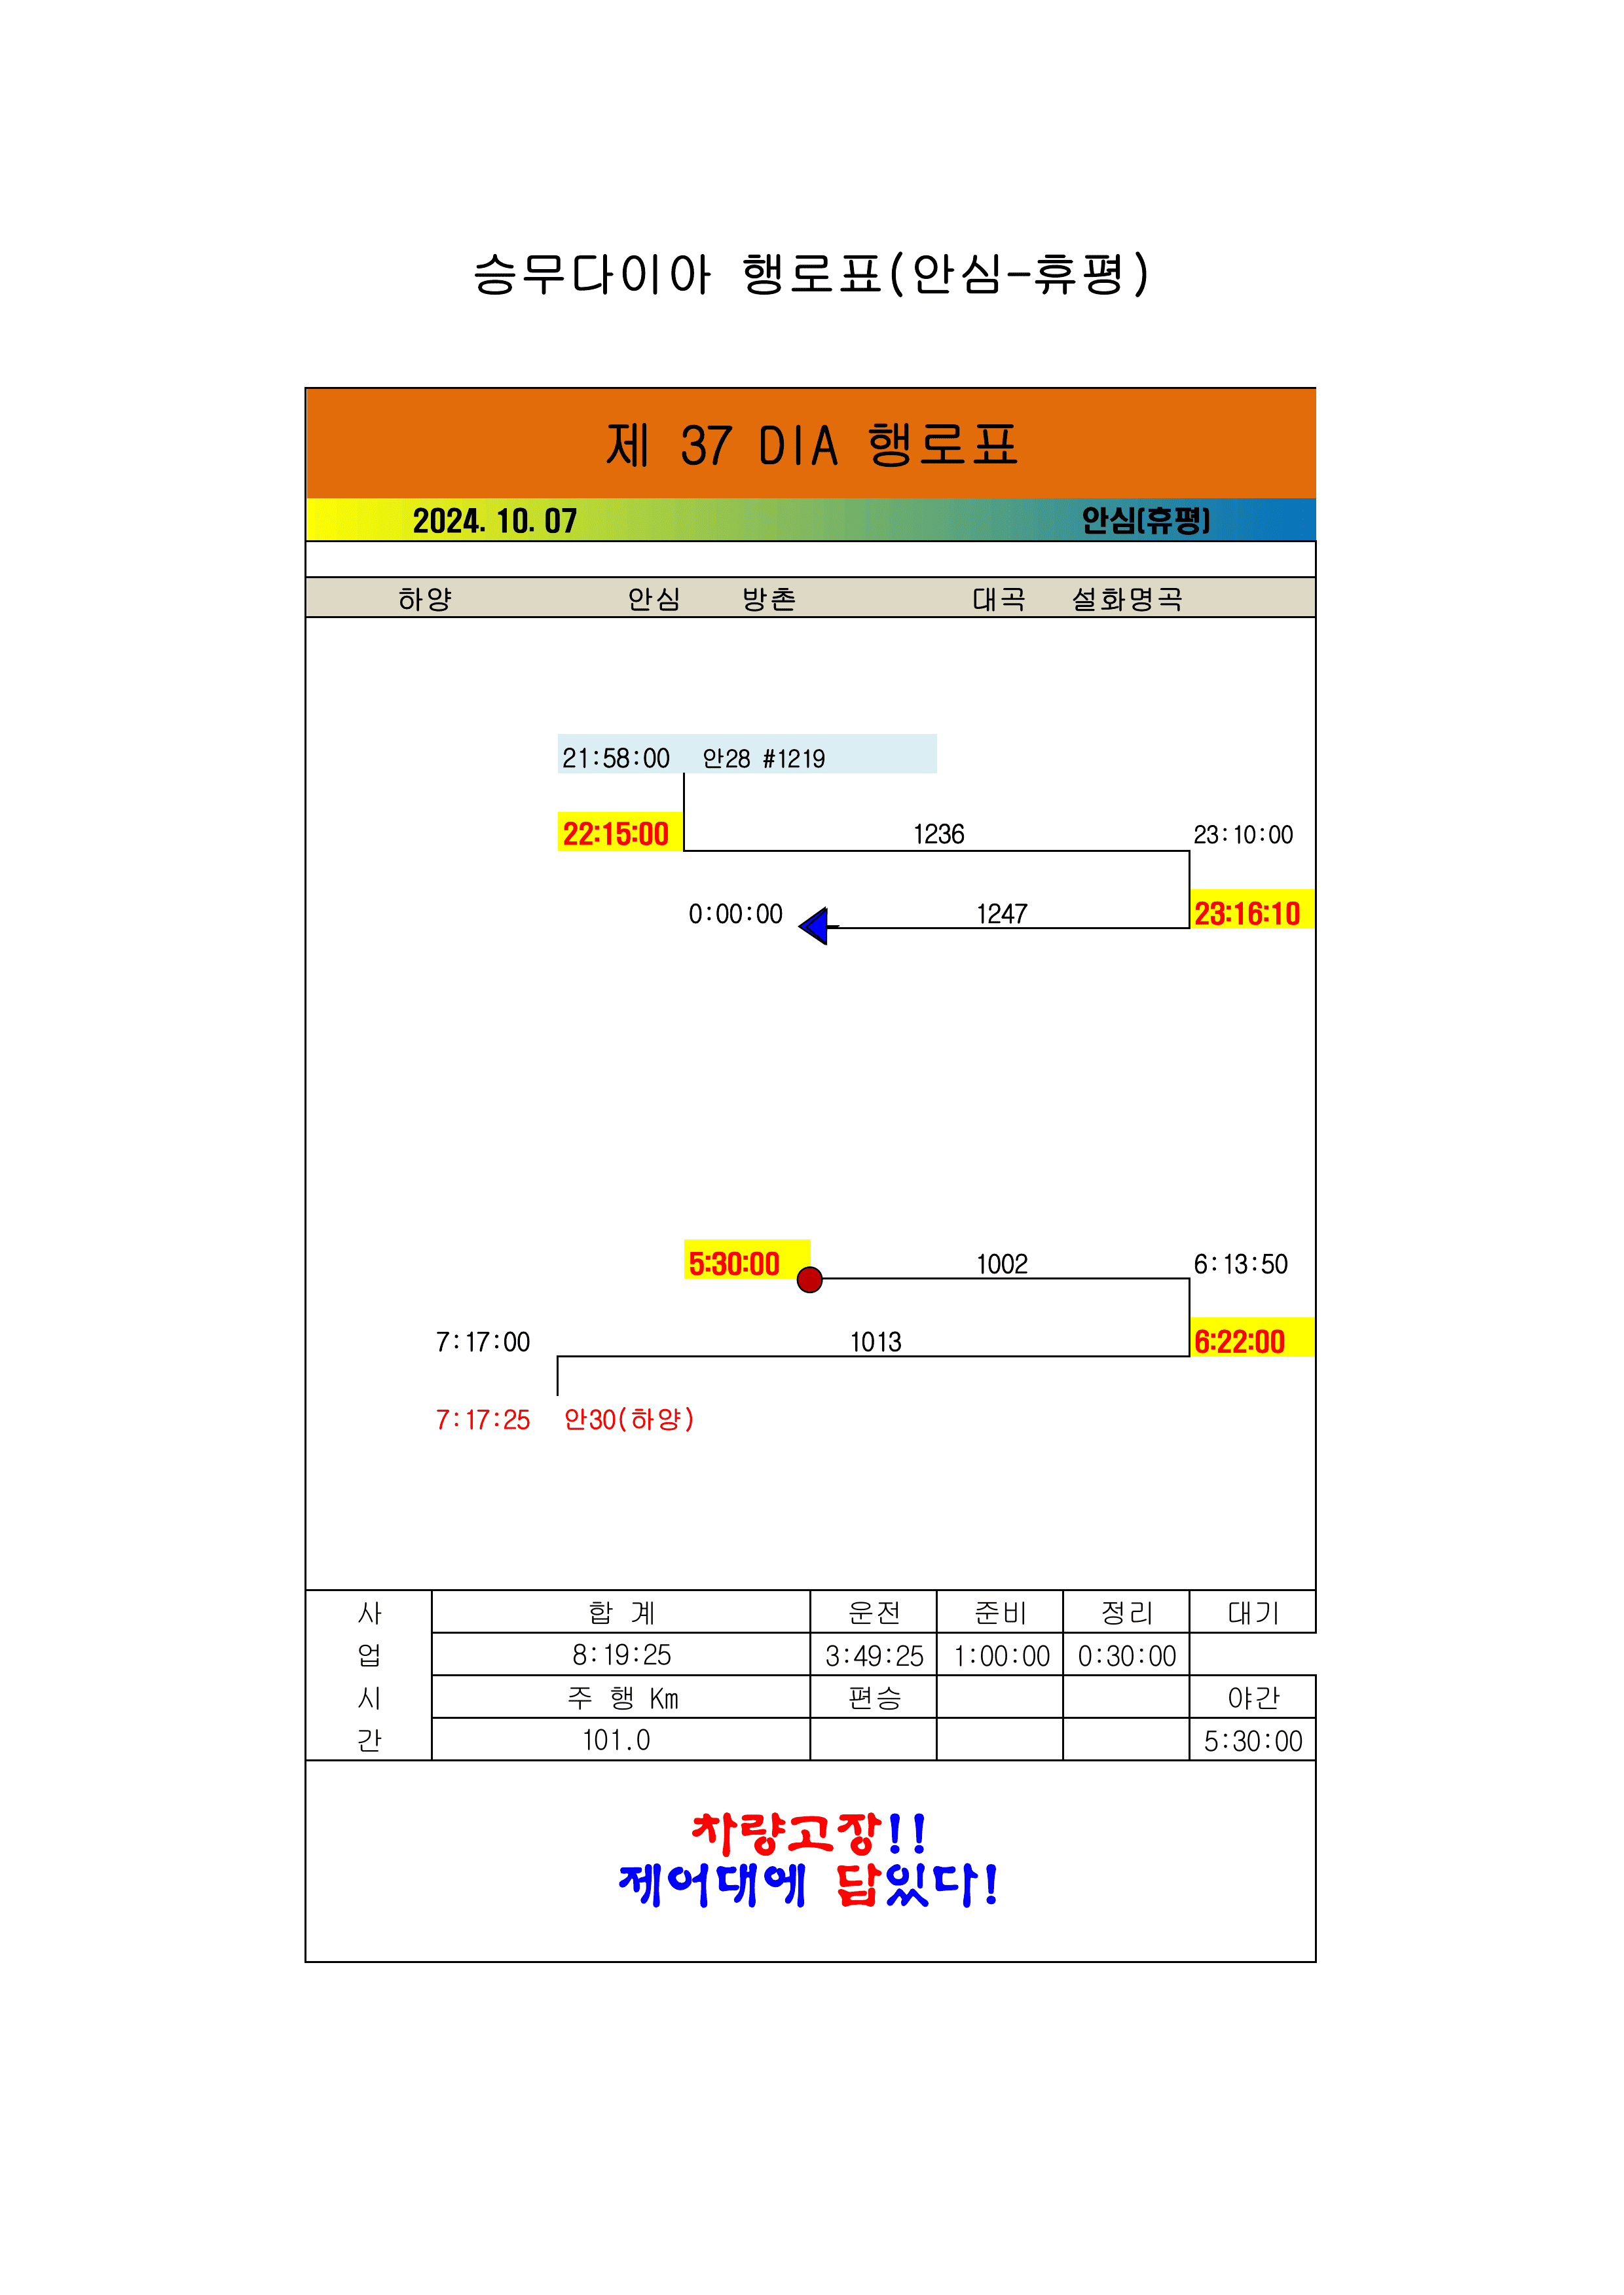 승무다이아 행로표(안심-휴평)
제 37 DIA 행로표
2024. 10. 07 안심(휴평)
하양 안심 방촌 대곡 설화명곡
21:58:00 안28 #1219
22:15:00 1236 23:10:00
0:00:00 1247 23:16:10
5:30:00 1002 6:13:50
7:17:00 1013 6:22:00
7:17:25 안30(하양)
사 합 계 운전 준비 정리 대기
업 8:19:25 3:49:25 1:00:00 0:30:00
시 주 행 Km 편승 야간
간 101.0 5:30:00
차량고장!!
제어대에 답있다!